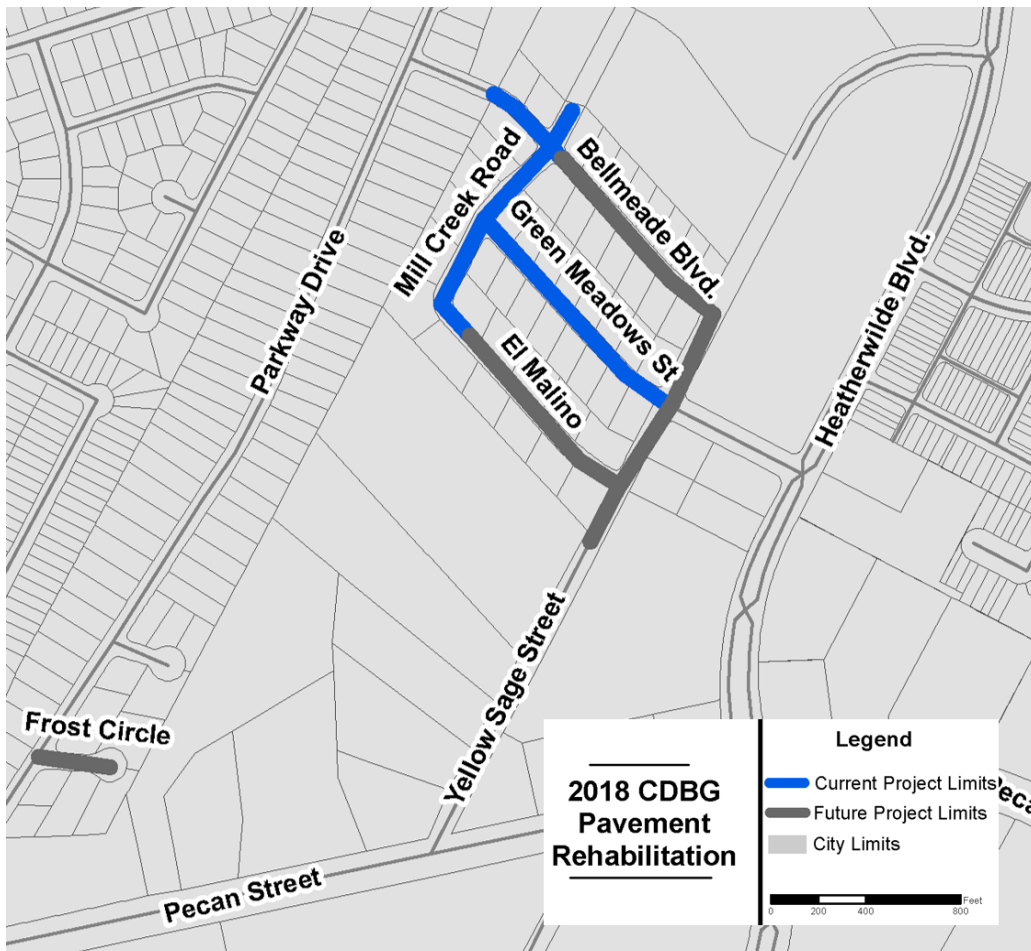 Mill Creek Road
Bellmeade Blvd.
Green Meadows St
Parkway Drive
Heatherwilde Blvd.
El Malino
Yellow Sage Street
Frost Circle
Pecan Street
2018 CDBG
Pavement
Rehabilitation
Legend
Current Project Limits
Future Project Limits
City Limits
Feet
0 200 400 800